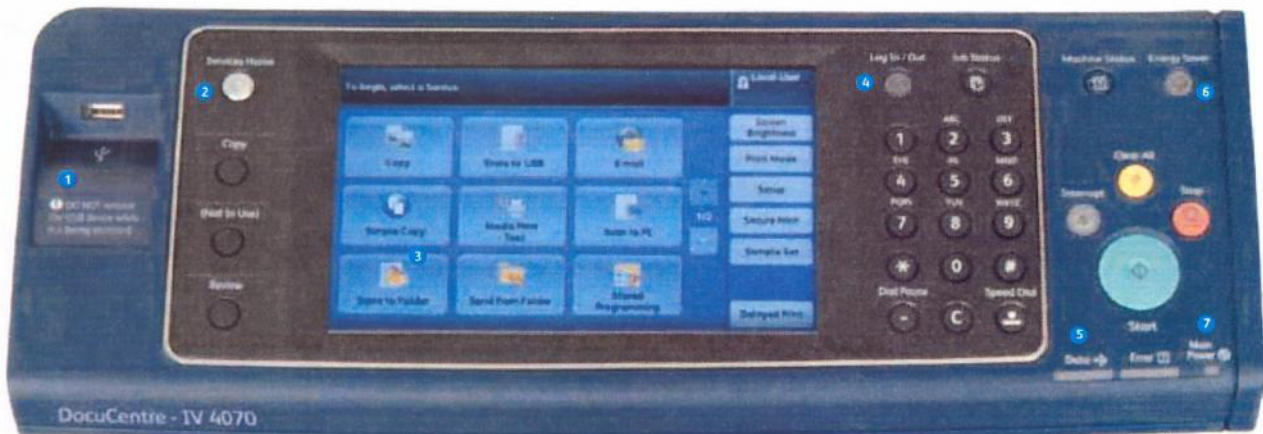 Services Home
2
1
DO NOT remove
the USB device while
it is being accessed.
Copy
(Not In Use)
Review
To begin, select a Service.
Local User
Copy
Store to USB
E-mail
Simple Copy
Media Print
Text
Scan to PC
3
Store to Folder
Send from Folder
Stored
Programming
1/2
Screen
Brightness
Print Mode
Setup
Secure Print
Sample Set
Delayed Print
4
Log In / Out
Job Status
1
ABC
2
DEF
3
GHI
4
JKL
5
MNO
6
PQRS
7
TUV
8
WXYZ
9
*
0
#
Dial Pause
-
C
Speed Dial
Machine Status
Energy Saver
6
Clear All
Interrupt
Stop
Start
5
Data
Error
7
Main
Power
DocuCentre - IV 4070